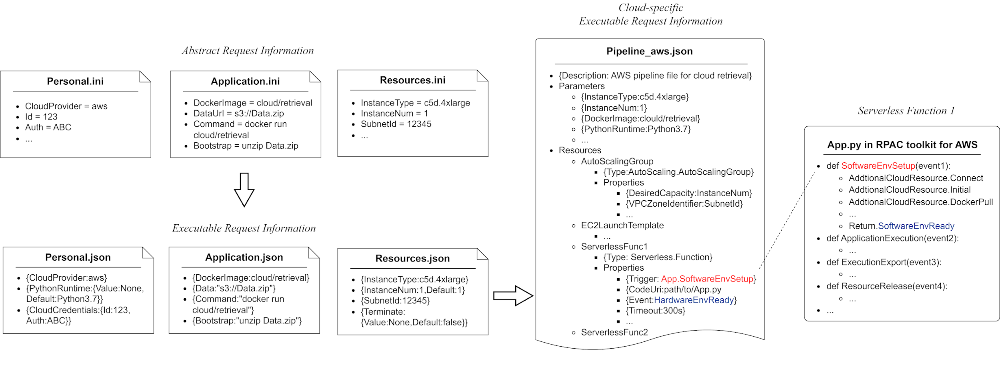 Abstract Request Information
Personal.ini
CloudProvider = aws
Id = 123
Auth = ABC
...
Application.ini
DockerImage = cloud/retrieval
DataUrl = s3://Data.zip
Command = docker run
cloud/retrieval
Bootstrap = unzip Data.zip
Resources.ini
InstanceType = c5d.4xlarge
InstanceNum = 1
SubnetId = 12345
...
Executable Request Information
Personal.json
{CloudProvider:aws}
{PythonRuntime:{Value:None,
Default:Python3.7}}
{CloudCredentials:{Id:123,
Auth:ABC}}
Application.json
{DockerImage:cloud/retrieval}
{Data:"s3://Data.zip"}
{Command:"docker run
cloud/retrieval"}
{Bootstrap:"unzip Data.zip"}
Resources.json
{InstanceType:c5d.4xlarge}
{InstanceNum:1,Default:1}
{SubnetId:12345}
{Terminate:
{Value:None,Default:false}}
Cloud-specific
Executable Request Information
Pipeline_aws.json
{Description: AWS pipeline file for cloud retrieval}
Parameters
{InstanceType:c5d.4xlarge}
{InstanceNum:1}
{DockerImage:clould/retrieval}
{PythonRuntime:Python3.7}
...
Resources
AutoScalingGroup
{Type:AutoScaling.AutoScalingGroup}
Properties
{DesiredCapacity:InstanceNum}
{VPCZoneIdentifier:SubnetId}
...
EC2LaunchTemplate
...
ServerlessFunc1
{Type: Serverless.Function}
Properties
{Trigger: App.SoftwareEnvSetup}
{CodeUri:path/to/App.py
{Event:HardwareEnvReady}
{Timeout:300s}
...
ServerlessFunc2
Serverless Function 1
App.py in RPAC toolkit for AWS
def SoftwareEnvSetup(event1):
AddtionalCloudResource.Connect
AddtionalCloudResource.Initial
AddtionalCloudResource.DockerPull
...
Return.SoftwareEnvReady
def ApplicationExecution(event2):
...
def ExecutionExport(event3):
...
def ResourceRelease(event4):
...
...